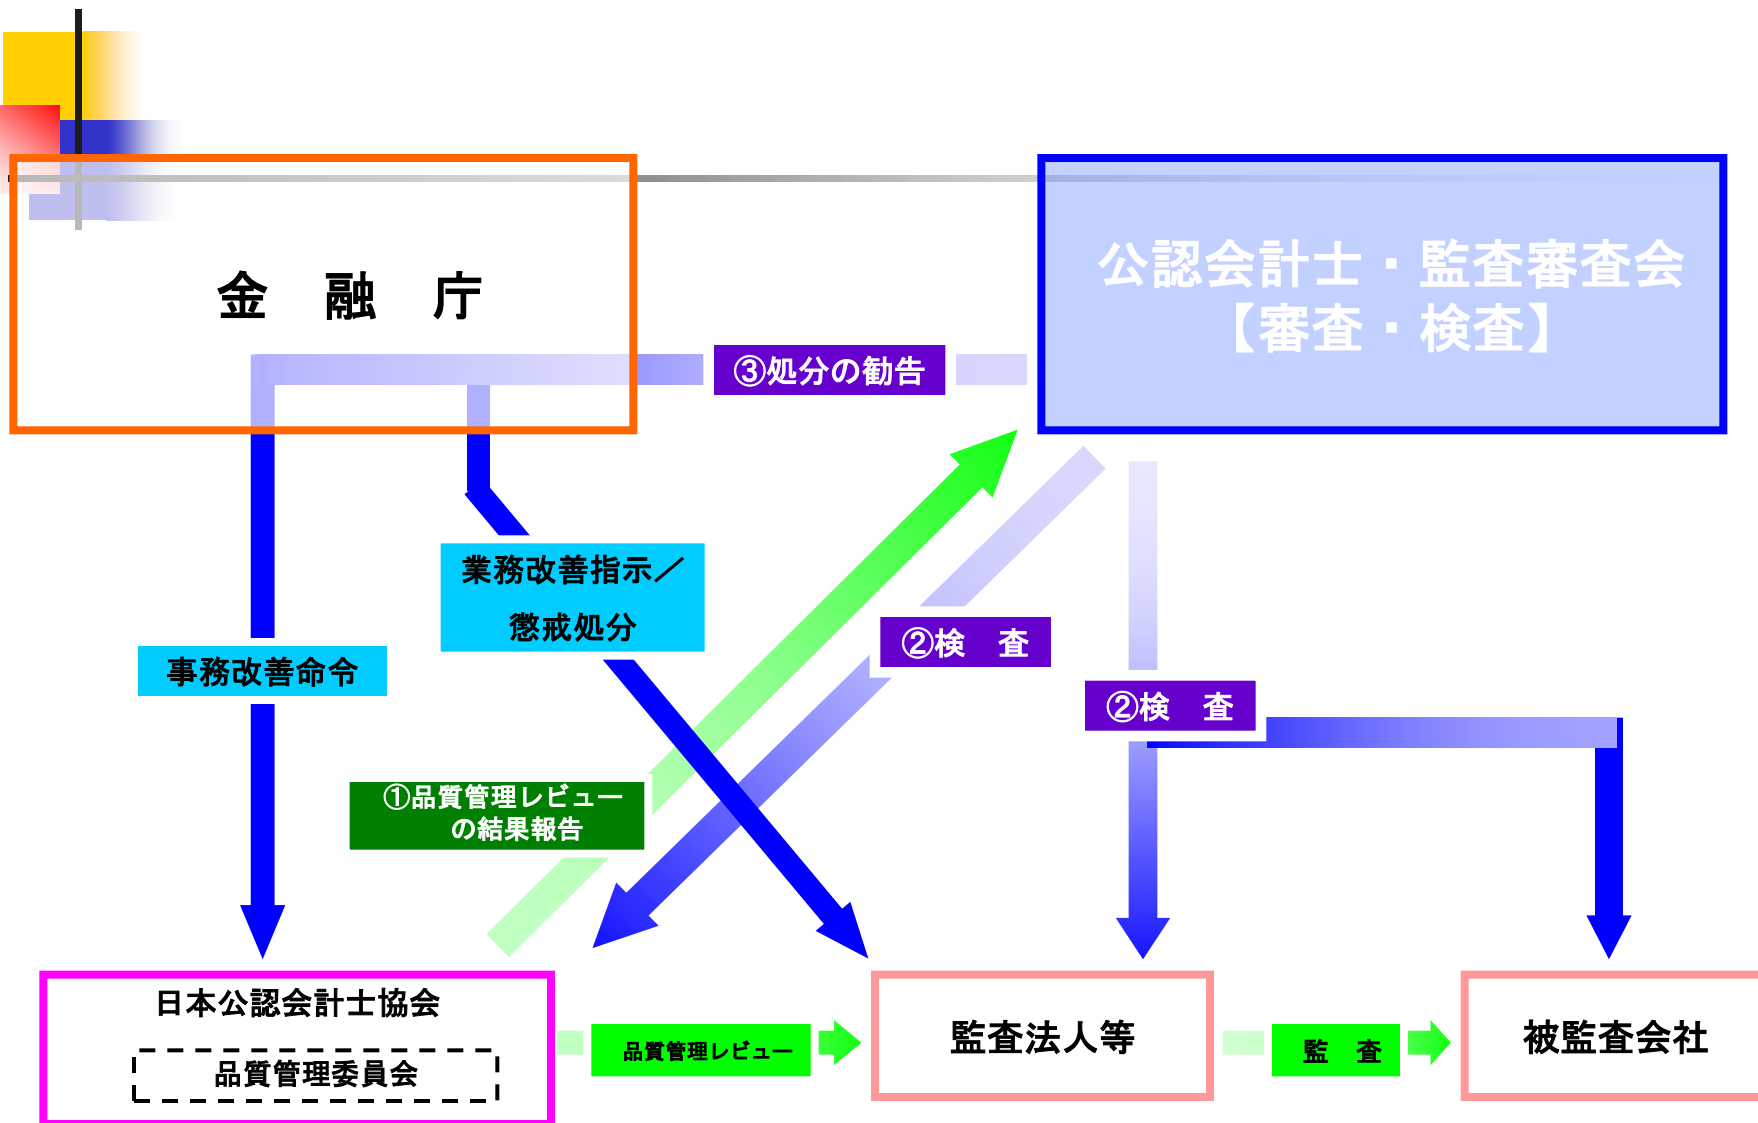 金　融　庁
公認会計士・監査審査会
【審査・検査】
③処分の勧告
業務改善指示／
懲戒処分
②検　査
事務改善命令
②検　査
①品質管理レビュー
の結果報告
日本公認会計士協会
品質管理委員会
品質管理レビュー
監査法人等
監　査
被監査会社